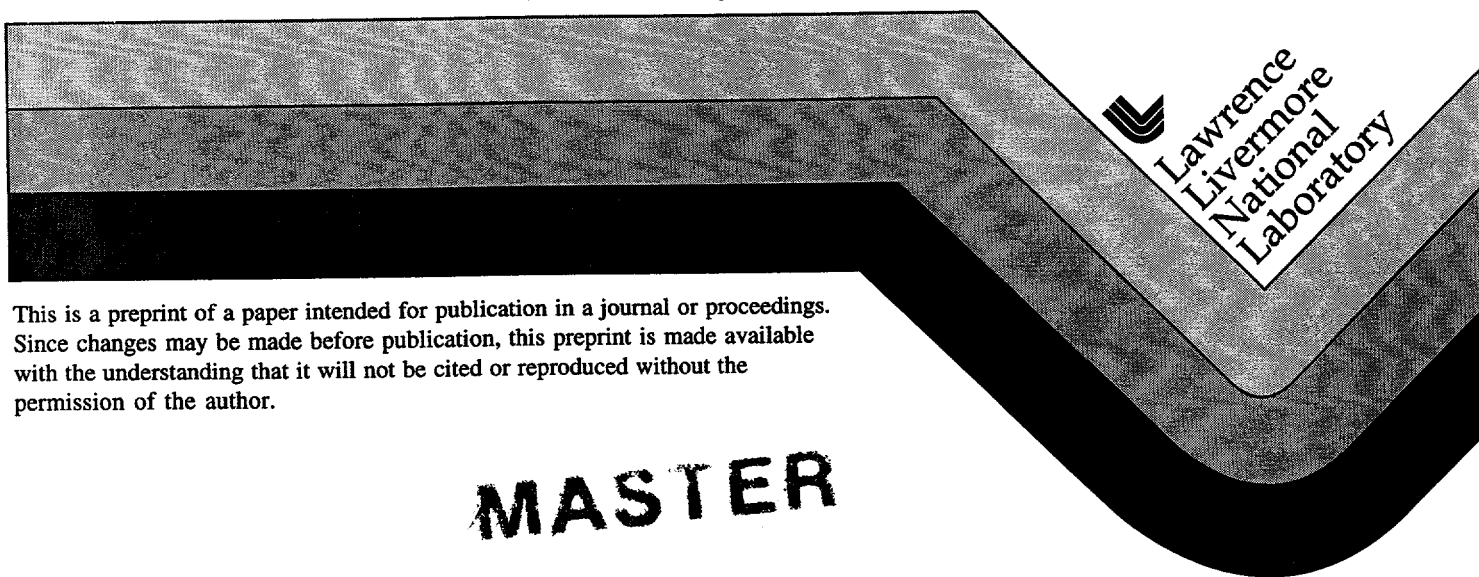 Lawrence
Livermore
National
Laboratory
This is a preprint of a paper intended for publication in a journal or proceedings.
Since changes may be made before publication, this preprint is made available
with the understanding that it will not be cited or reproduced without the
permission of the author.
MASTER